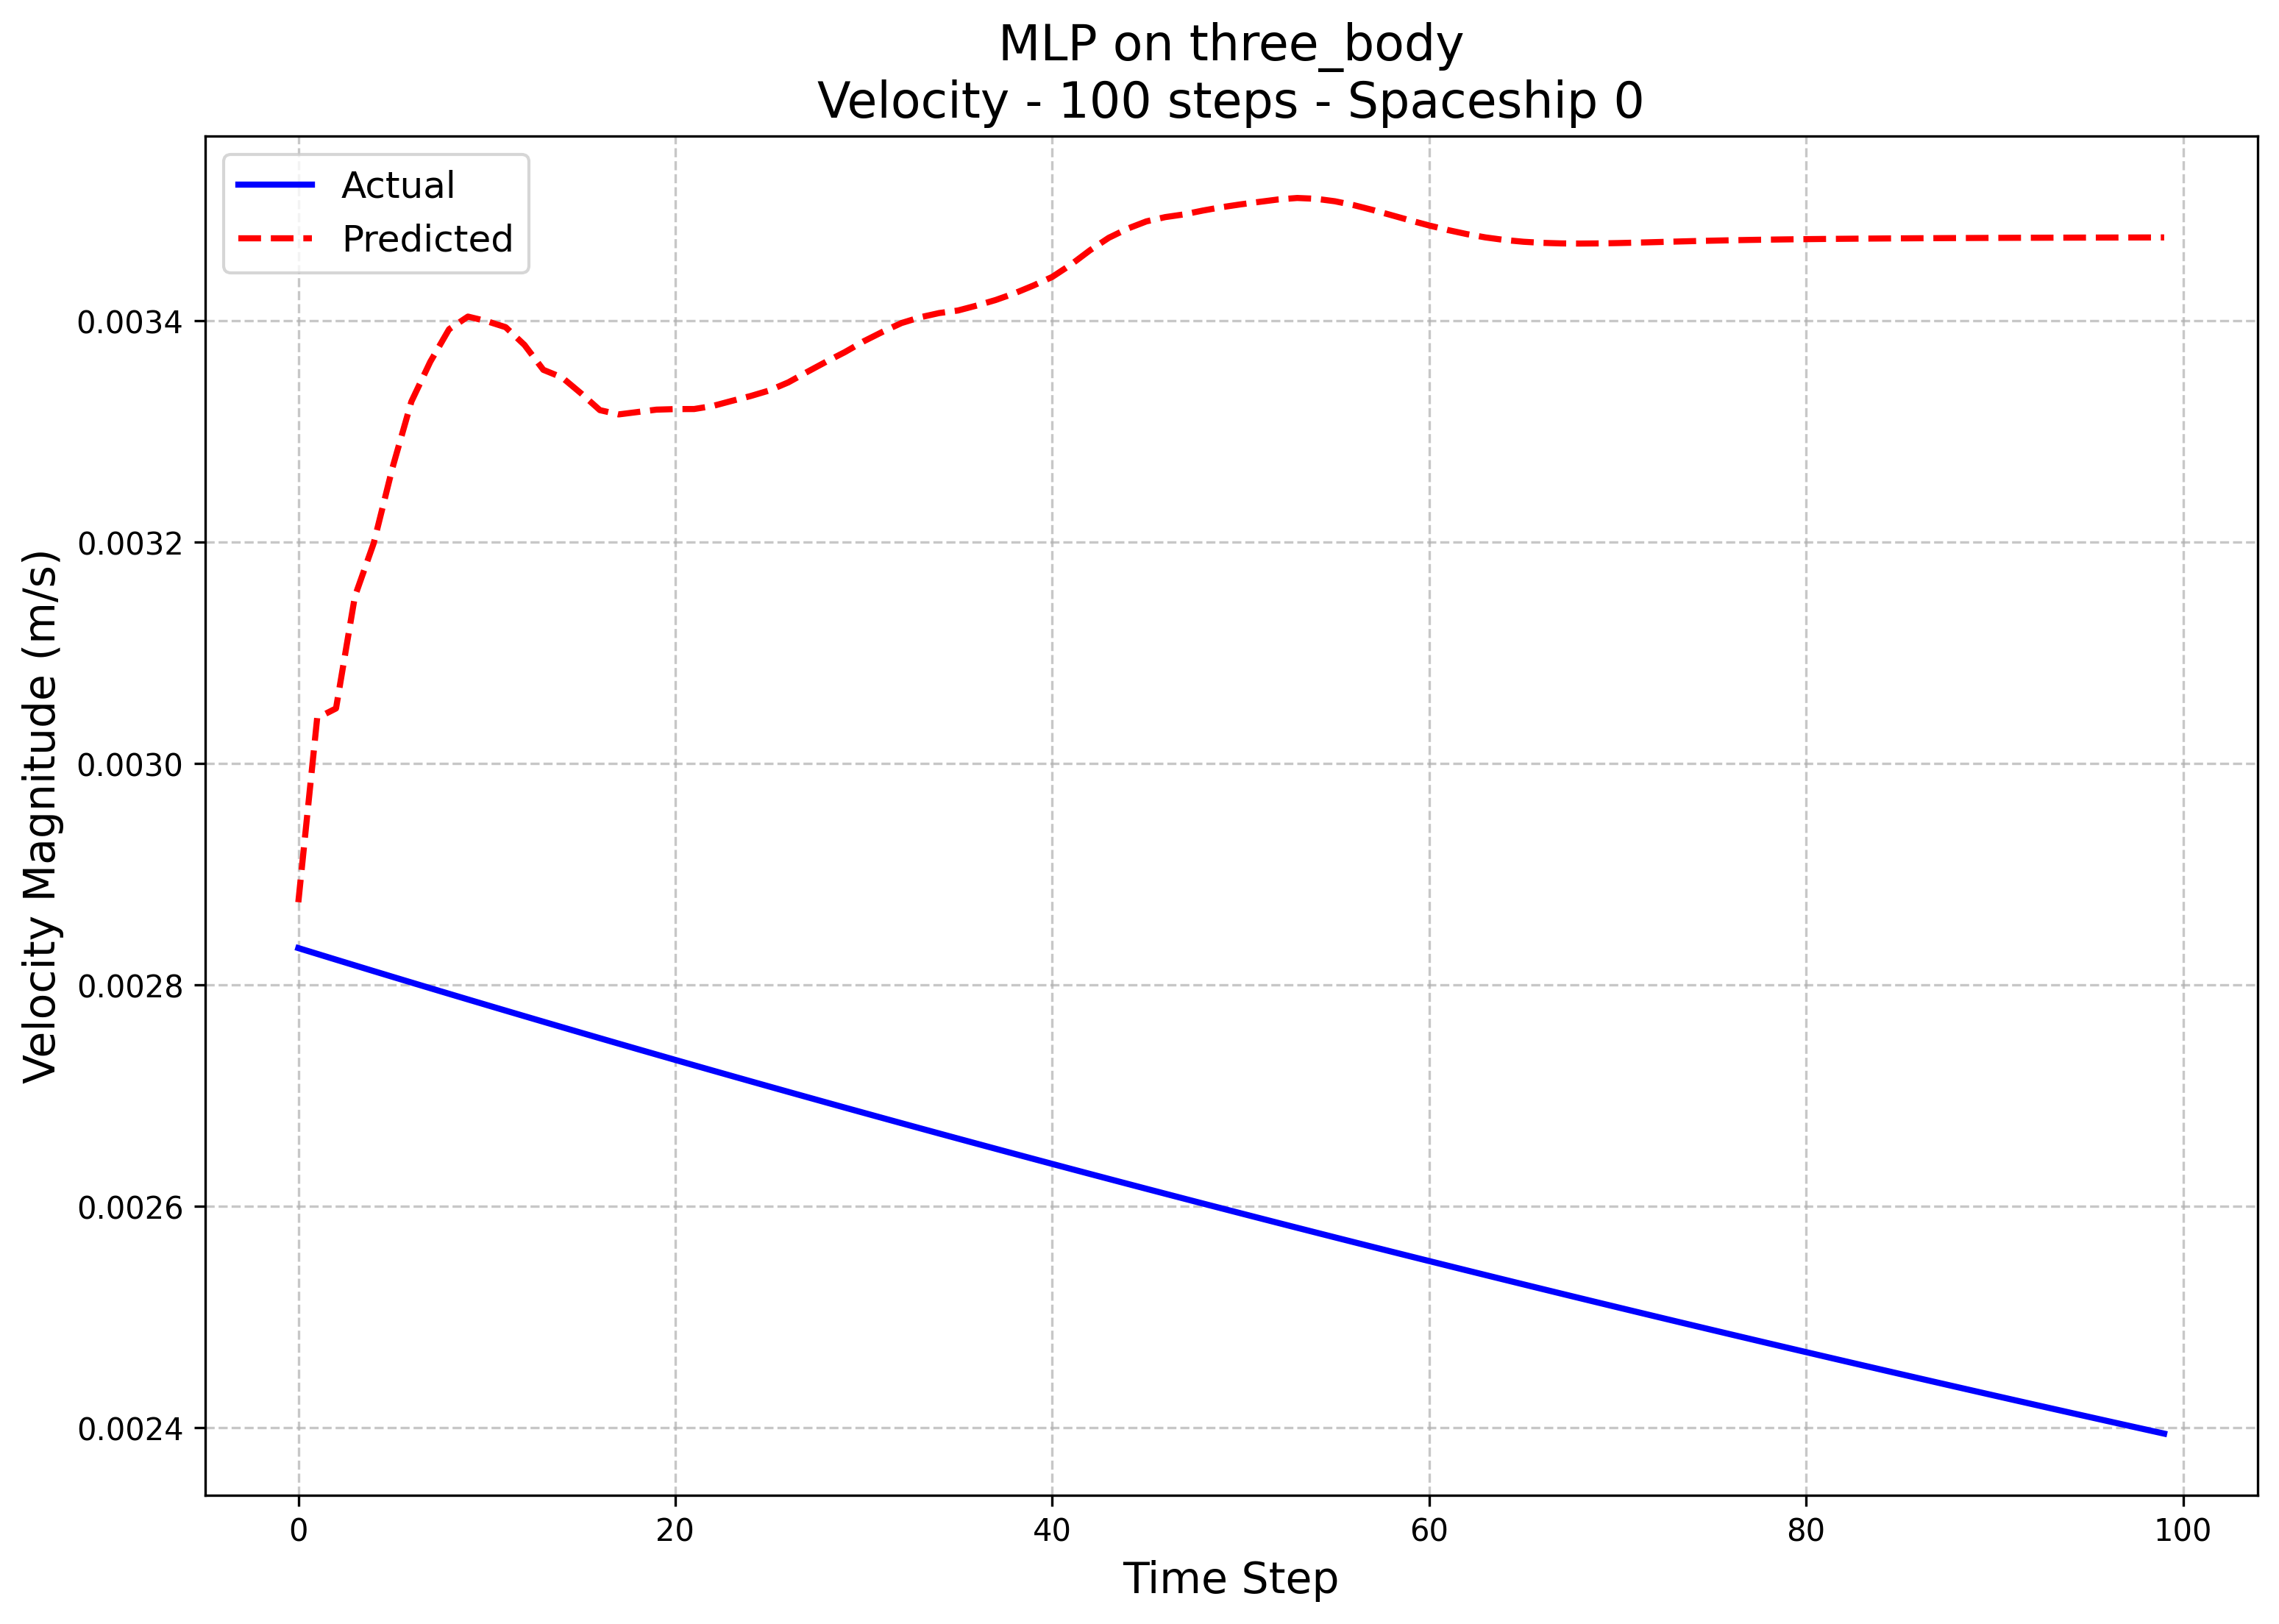 MLP on three_body
Velocity - 100 steps - Spaceship 0
Actual
Predicted
Velocity Magnitude (m/s)
0.0034
0.0032
0.0030
0.0028
0.0026
0.0024
0 20 40 60 80 100
Time Step